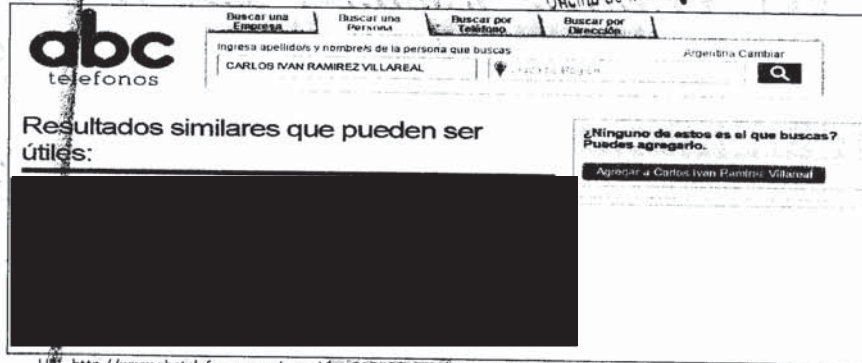 Buscar una Empresa
Buscar una Persona
Buscar por Teléfono
Buscar por Dirección
abc
telefonos
Ingresa apellido/s y nombre/s de la persona que buscas
Argentina Cambiar
CARLOS IVAN RAMIREZ VILLAREAL
Resultados similares que pueden ser
útiles:
¿Ninguno de estos es el que buscas?
Puedes agregarlo.
Agregar a Carlos Ivan Ramirez Villareal